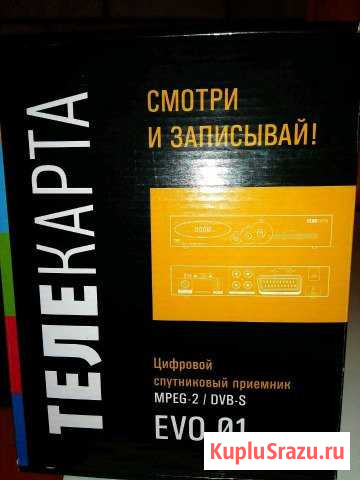 ТЕЛЕКАРТА
СМОТРИ
И ЗАПИСЫВАЙ!
Цифровой
спутниковый приемник
MPEG-2 / DVB-S
EVO 01
KupluSrazu.ru